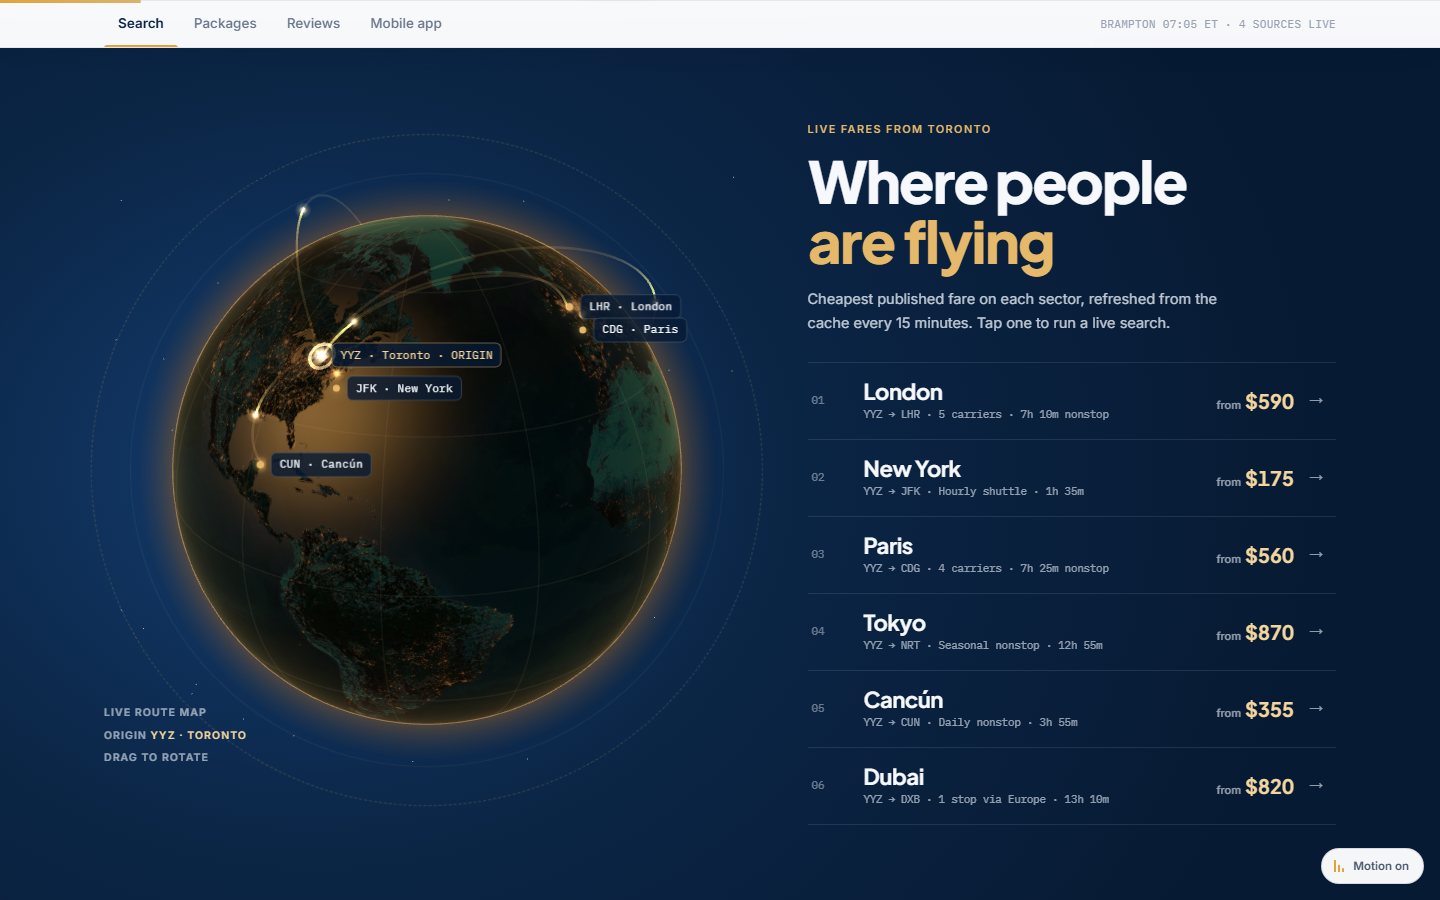 Search Packages Reviews Mobile app
BRAMPTON 07:05 ET · 4 SOURCES LIVE
LHR · London
CDG · Paris
YYZ · Toronto · ORIGIN
JFK · New York
CUN · Cancún
LIVE ROUTE MAP
ORIGIN YYZ · TORONTO
DRAG TO ROTATE
LIVE FARES FROM TORONTO
Where people
are flying
Cheapest published fare on each sector, refreshed from the
cache every 15 minutes. Tap one to run a live search.
01 London from $590 →
YYZ → LHR · 5 carriers · 7h 10m nonstop
02 New York from $175 →
YYZ → JFK · Hourly shuttle · 1h 35m
03 Paris from $560 →
YYZ → CDG · 4 carriers · 7h 25m nonstop
04 Tokyo from $870 →
YYZ → NRT · Seasonal nonstop · 12h 55m
05 Cancún from $355 →
YYZ → CUN · Daily nonstop · 3h 55m
06 Dubai from $820 →
YYZ → DXB · 1 stop via Europe · 13h 10m
Motion on